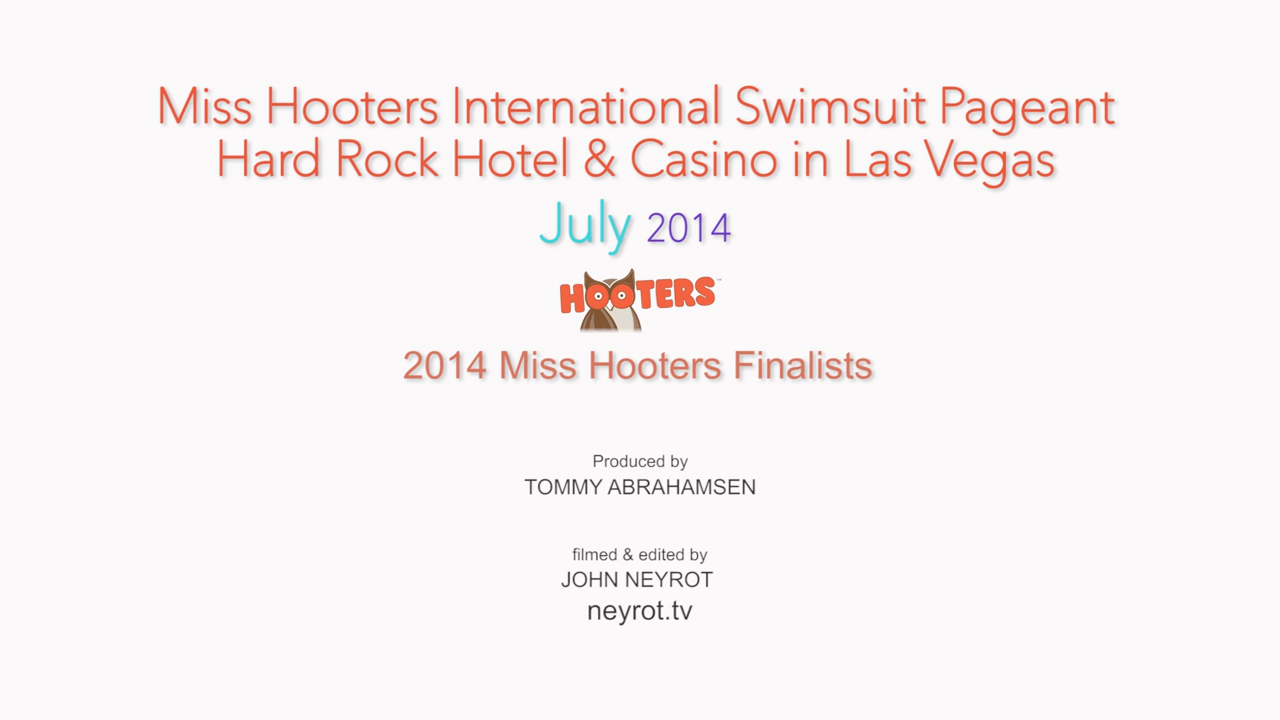 Miss Hooters International Swimsuit Pageant
Hard Rock Hotel & Casino in Las Vegas
July 2014
HOOTERS™
2014 Miss Hooters Finalists
Produced by
TOMMY ABRAHAMSEN
filmed & edited by
JOHN NEYROT
neyrot.tv